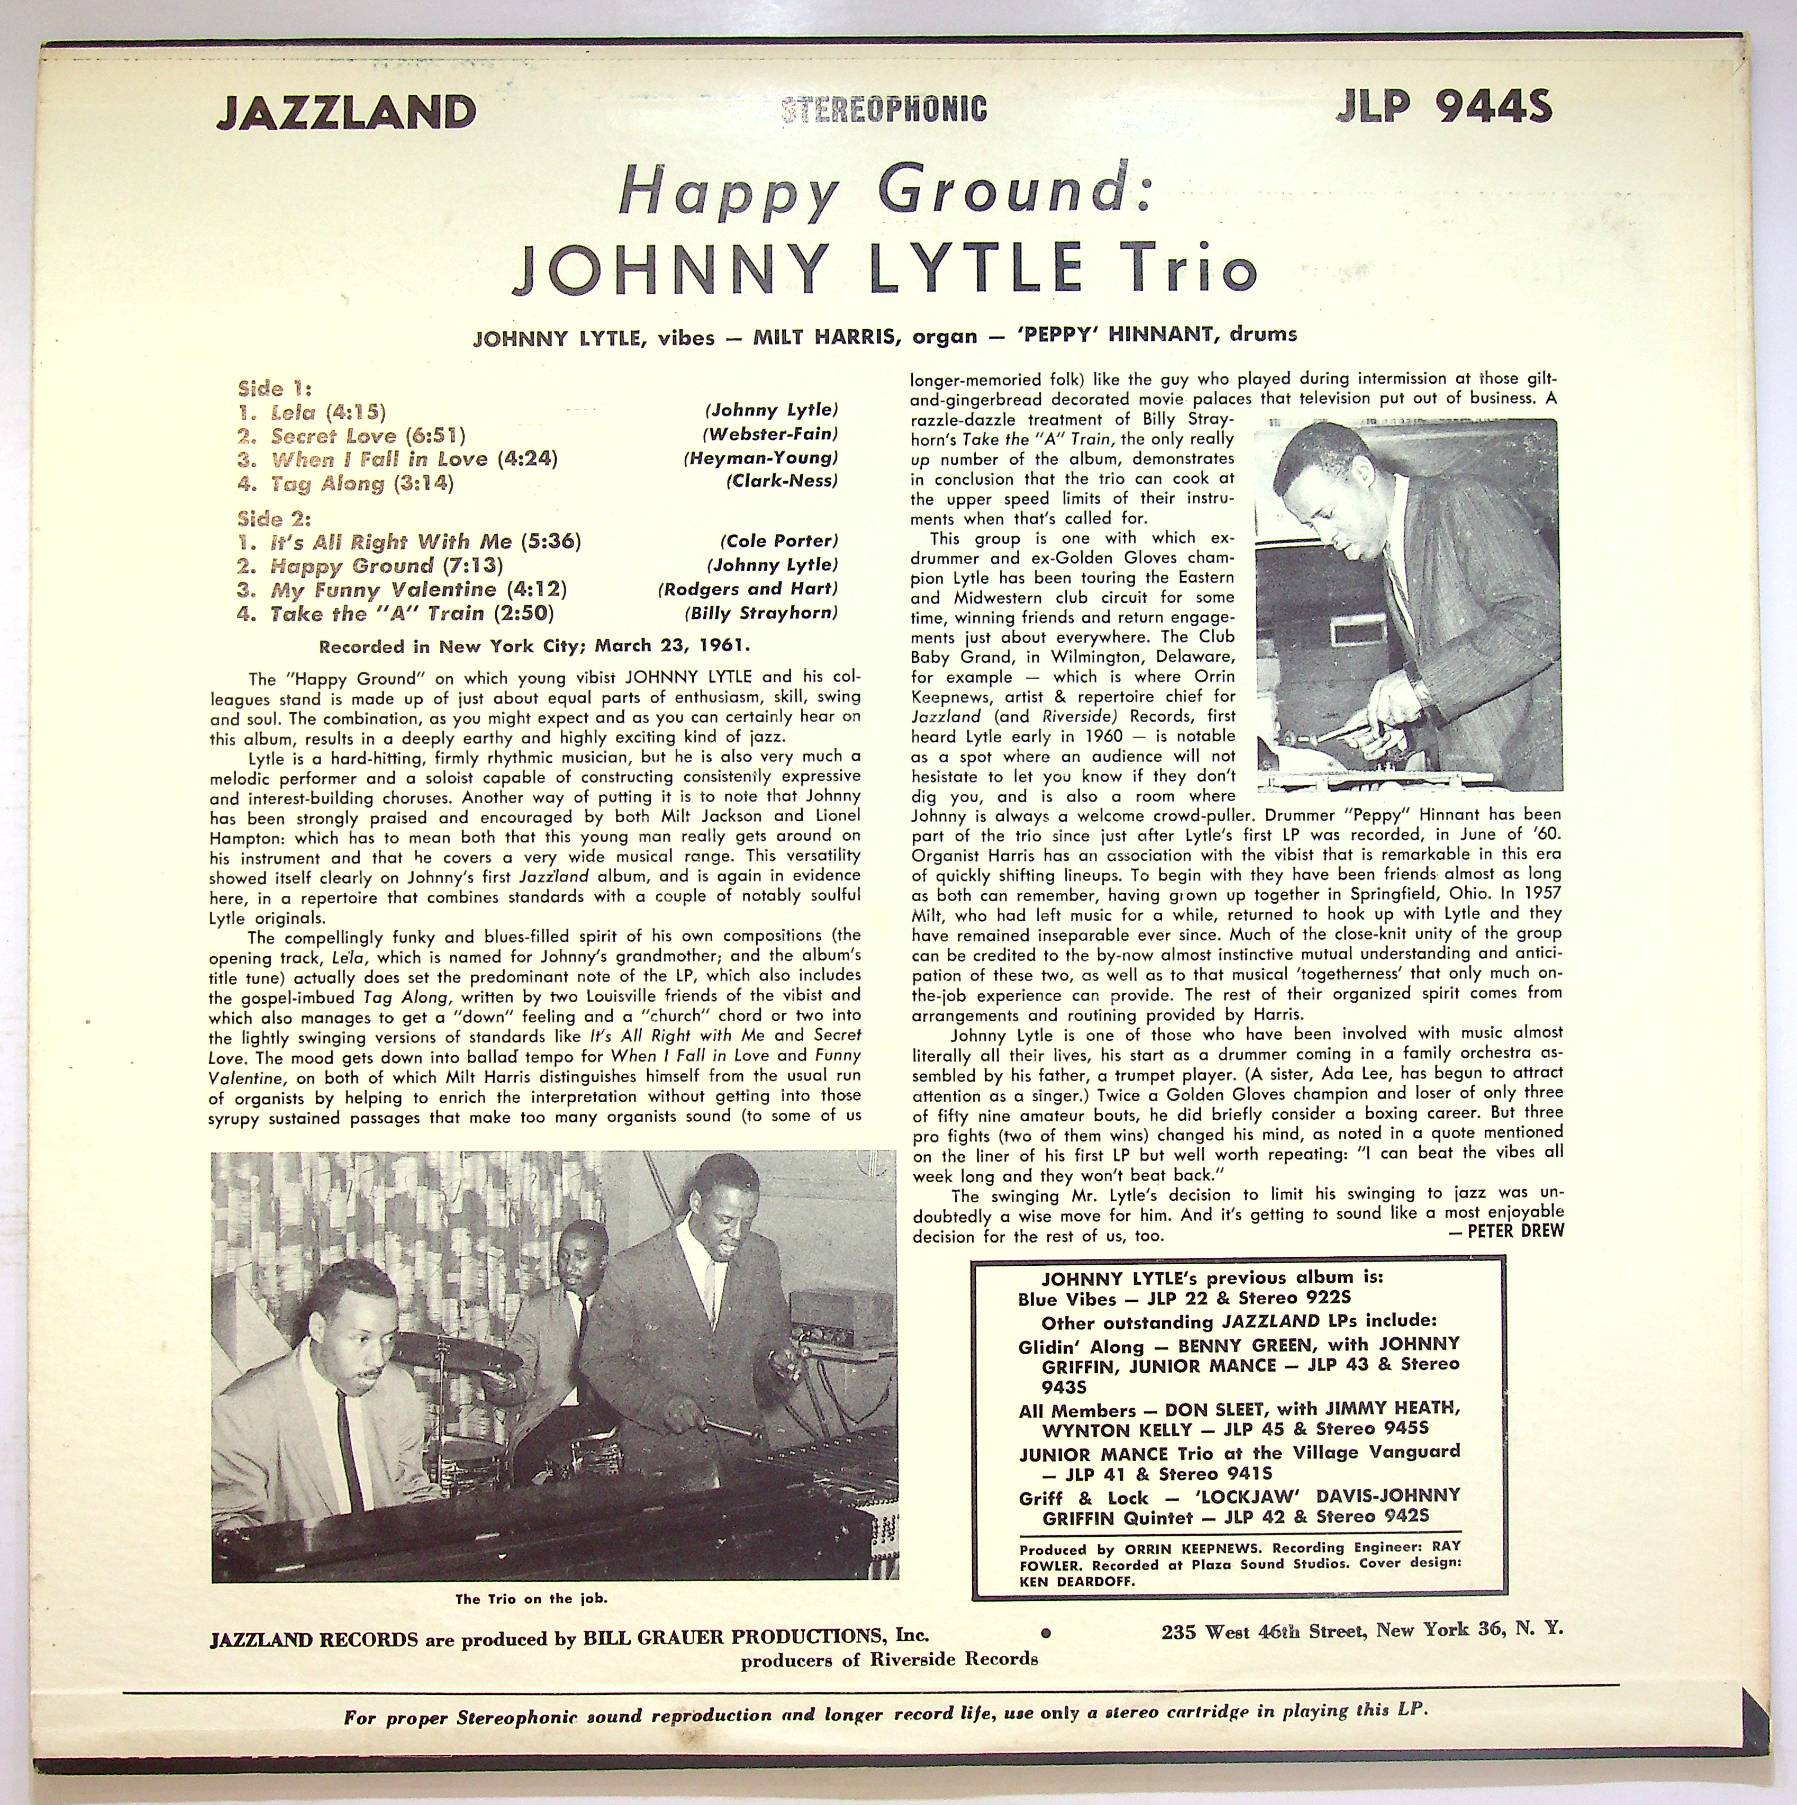 JAZZLAND
STEREOPHONIC
JLP 944S
Happy Ground:
JOHNNY LYTLE Trio
JOHNNY LYTLE, vibes — MILT HARRIS, organ — 'PEPPY' HINNANT, drums
Side 1:
1. Lela (4:15) (Johnny Lytle)
2. Secret Love (6:51) (Webster-Fain)
3. When I Fall in Love (4:24) (Heyman-Young)
4. Tag Along (3:14) (Clark-Ness)
Side 2:
1. It's All Right With Me (5:36) (Cole Porter)
2. Happy Ground (7:13) (Johnny Lytle)
3. My Funny Valentine (4:12) (Rodgers and Hart)
4. Take the "A" Train (2:50) (Billy Strayhorn)
Recorded in New York City; March 23, 1961.
The "Happy Ground" on which young vibist JOHNNY LYTLE and his col-
leagues stand is made up of just about equal parts of enthusiasm, skill, swing
and soul. The combination, as you might expect and as you can certainly hear on
this album, results in a deeply earthy and highly exciting kind of jazz.
Lytle is a hard-hitting, firmly rhythmic musician, but he is also very much a
melodic performer and a soloist capable of constructing consistently expressive
and interest-building choruses. Another way of putting it is to note that Johnny
has been strongly praised and encouraged by both Milt Jackson and Lionel
Hampton: which has to mean both that this young man really gets around on
his instrument and that he covers a very wide musical range. This versatility
showed itself clearly on Johnny's first Jazzland album, and is again in evidence
here, in a repertoire that combines standards with a couple of notably soulful
Lytle originals.
The compellingly funky and blues-filled spirit of his own compositions (the
opening track, Lela, which is named for Johnny's grandmother; and the album's
title tune) actually does set the predominant note of the LP, which also includes
the gospel-imbued Tag Along, written by two Louisville friends of the vibist and
which also manages to get a "down" feeling and a "church" chord or two into
the lightly swinging versions of standards like It's All Right with Me and Secret
Love. The mood gets down into ballad tempo for When I Fall in Love and Funny
Valentine, on both of which Milt Harris distinguishes himself from the usual run
of organists by helping to enrich the interpretation without getting into those
syrupy sustained passages that make too many organists sound (to some of us
The Trio on the job.
longer-memoried folk) like the guy who played during intermission at those gilt-
and-gingerbread decorated movie palaces that television put out of business. A
razzle-dazzle treatment of Billy Stray-
horn's Take the "A" Train, the only really
up number of the album, demonstrates
in conclusion that the trio can cook at
the upper speed limits of their instru-
ments when that's called for.
This group is one with which ex-
drummer and ex-Golden Gloves cham-
pion Lytle has been touring the Eastern
and Midwestern club circuit for some
time, winning friends and return engage-
ments just about everywhere. The Club
Baby Grand, in Wilmington, Delaware,
for example — which is where Orrin
Keepnews, artist & repertoire chief for
Jazzland (and Riverside) Records, first
heard Lytle early in 1960 — is notable
as a spot where an audience will not
hesistate to let you know if they don't
dig you, and is also a room where
Johnny is always a welcome crowd-puller. Drummer "Peppy" Hinnant has been
part of the trio since just after Lytle's first LP was recorded, in June of '60.
Organist Harris has an association with the vibist that is remarkable in this era
of quickly shifting lineups. To begin with they have been friends almost as long
as both can remember, having grown up together in Springfield, Ohio. In 1957
Milt, who had left music for a while, returned to hook up with Lytle and they
have remained inseparable ever since. Much of the close-knit unity of the group
can be credited to the by-now almost instinctive mutual understanding and antici-
pation of these two, as well as to that musical 'togetherness' that only much on-
the-job experience can provide. The rest of their organized spirit comes from
arrangements and routining provided by Harris.
Johnny Lytle is one of those who have been involved with music almost
literally all their lives, his start as a drummer coming in a family orchestra as-
sembled by his father, a trumpet player. (A sister, Ada Lee, has begun to attract
attention as a singer.) Twice a Golden Gloves champion and loser of only three
of fifty nine amateur bouts, he did briefly consider a boxing career. But three
pro fights (two of them wins) changed his mind, as noted in a quote mentioned
on the liner of his first LP but well worth repeating: "I can beat the vibes all
week long and they won't beat back."
The swinging Mr. Lytle's decision to limit his swinging to jazz was un-
doubtedly a wise move for him. And it's getting to sound like a most enjoyable
decision for the rest of us, too. — PETER DREW
JOHNNY LYTLE's previous album is:
Blue Vibes — JLP 22 & Stereo 922S
Other outstanding JAZZLAND LPs include:
Glidin' Along — BENNY GREEN, with JOHNNY
GRIFFIN, JUNIOR MANCE — JLP 43 & Stereo
943S
All Members — DON SLEET, with JIMMY HEATH,
WYNTON KELLY — JLP 45 & Stereo 945S
JUNIOR MANCE Trio at the Village Vanguard
— JLP 41 & Stereo 941S
Griff & Lock — 'LOCKJAW' DAVIS-JOHNNY
GRIFFIN Quintet — JLP 42 & Stereo 942S
Produced by ORRIN KEEPNEWS. Recording Engineer: RAY
FOWLER. Recorded at Plaza Sound Studios. Cover design:
KEN DEARDOFF.
JAZZLAND RECORDS are produced by BILL GRAUER PRODUCTIONS, Inc. • 235 West 46th Street, New York 36, N. Y.
producers of Riverside Records
For proper Stereophonic sound reproduction and longer record life, use only a stereo cartridge in playing this LP.